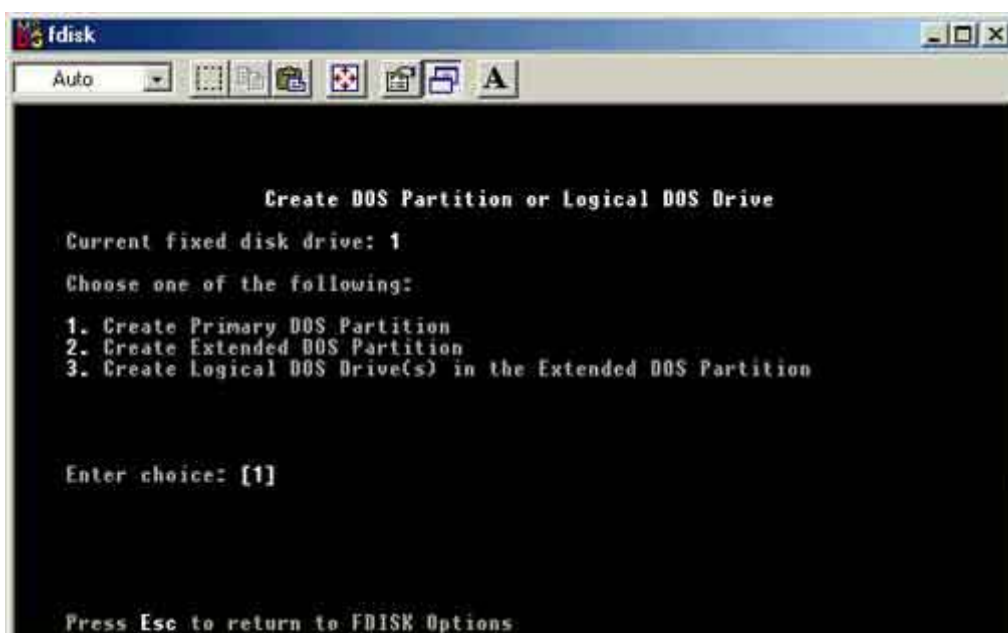 fdisk
Auto
A
Create DOS Partition or Logical DOS Drive
Current fixed disk drive: 1
Choose one of the following:
1. Create Primary DOS Partition
2. Create Extended DOS Partition
3. Create Logical DOS Drive(s) in the Extended DOS Partition
Enter choice: [1]
Press Esc to return to FDISK Options